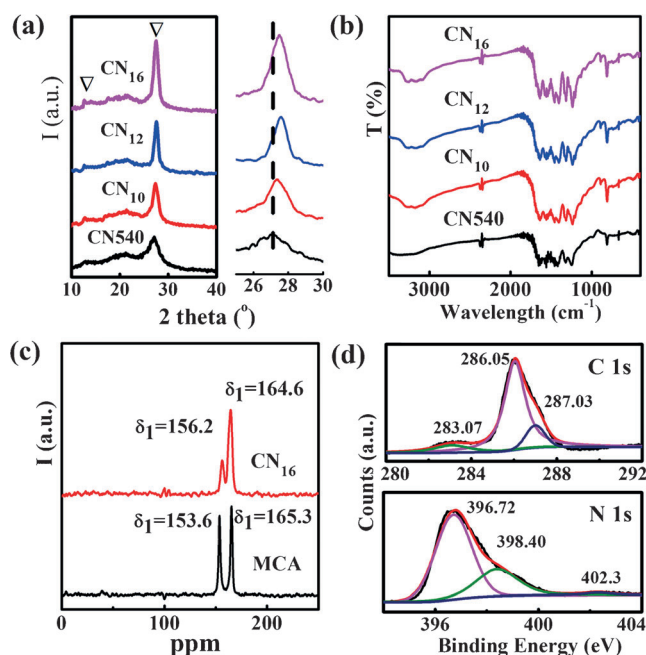 (a)
CN16
CN12
CN10
CN540
I (a.u.)
10 20 30 40
26 28 30
2 theta (°)
(b)
CN16
CN12
CN10
CN540
T (%)
3000 2000 1000
Wavelength (cm-1)
(c)
δ1=164.6
δ1=156.2
CN16
δ1=153.6 δ1=165.3
MCA
I (a.u.)
0 100 200
ppm
(d)
286.05 C 1s
287.03
283.07
280 284 288 292
Counts (a.u.)
396.72 N 1s
398.40
402.3
396 400 404
Binding Energy (eV)